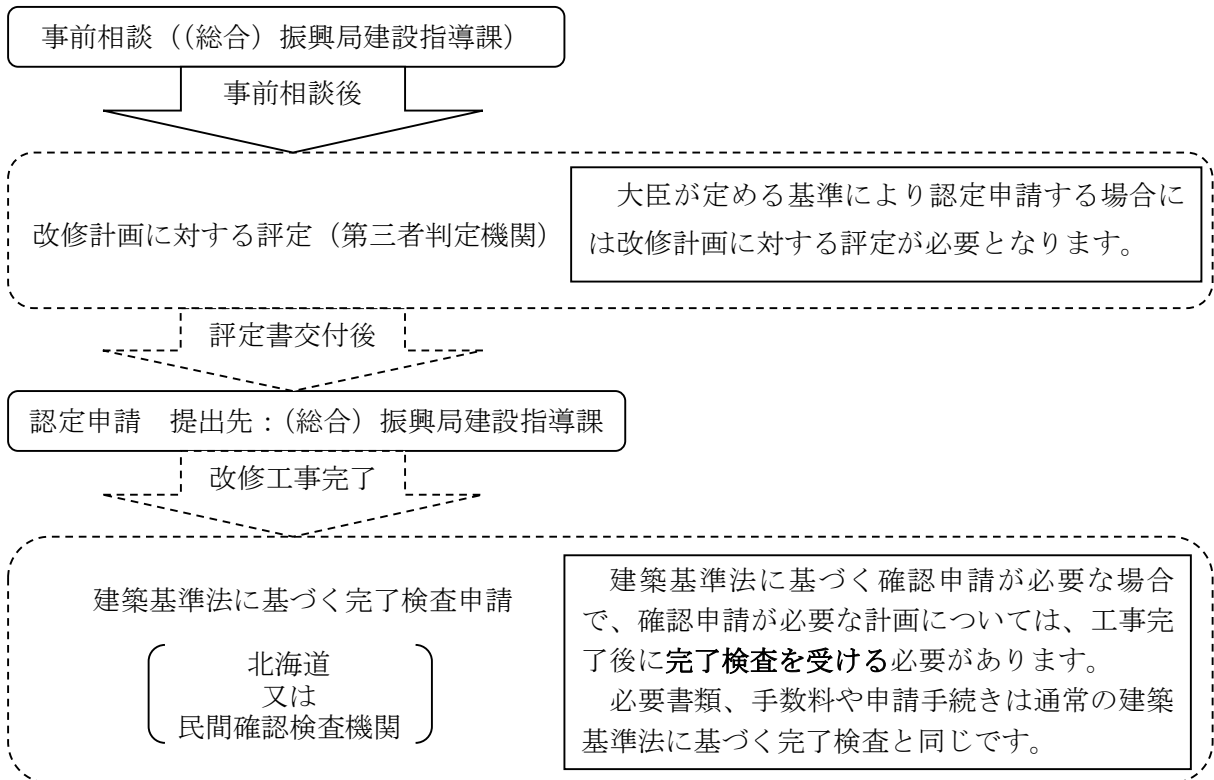 事前相談（(総合）振興局建設指導課）
事前相談後
改修計画に対する評定（第三者判定機関）
大臣が定める基準により認定申請する場合に
は改修計画に対する評定が必要となります。
評定書交付後
認定申請　提出先：（総合）振興局建設指導課
改修工事完了
建築基準法に基づく完了検査申請
北海道
又は
民間確認検査機関
建築基準法に基づく確認申請が必要な場合
で、確認申請が必要な計画については、工事完
了後に完了検査を受ける必要があります。
必要書類、手数料や申請手続きは通常の建築
基準法に基づく完了検査と同じです。